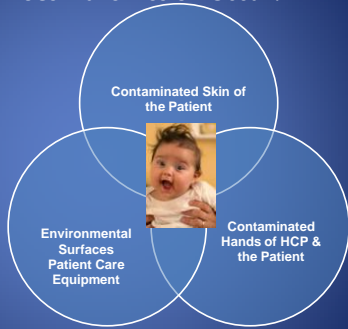 Contaminated Skin of
the Patient
Environmental
Surfaces
Patient Care
Equipment
Contaminated
Hands of HCP &
the Patient